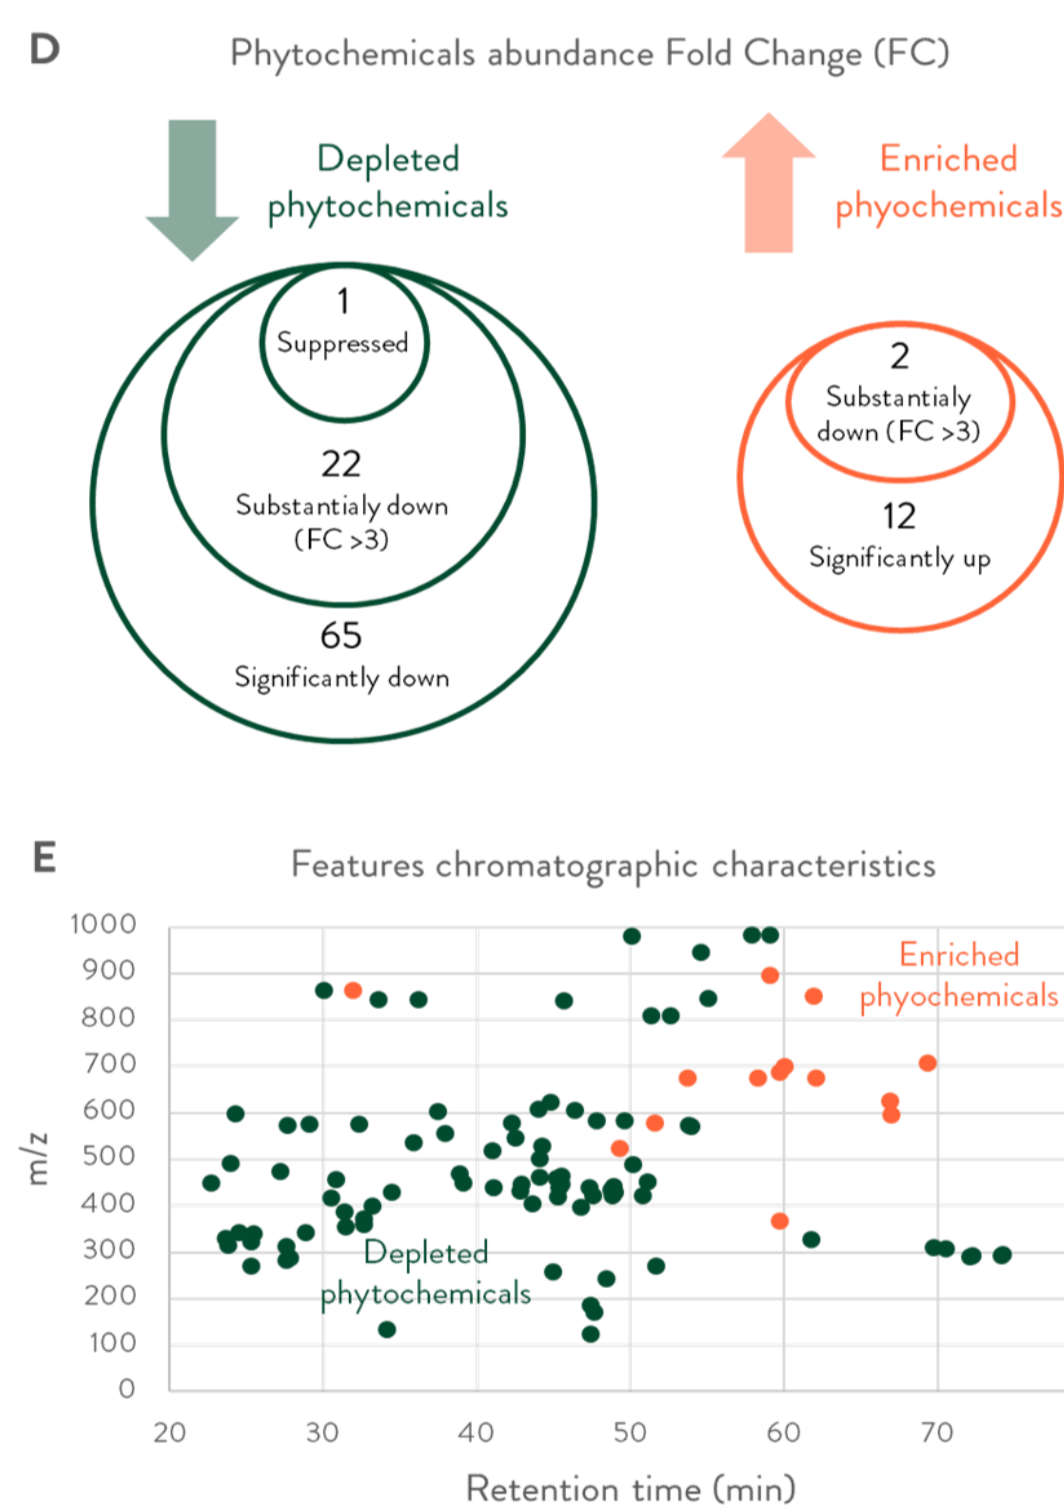 D
Phytochemicals abundance Fold Change (FC)
Depleted
phytochemicals
Enriched
phyochemicals
1
Suppressed
22
Substantialy down
(FC >3)
65
Significantly down
2
Substantialy
down (FC >3)
12
Significantly up
E
Features chromatographic characteristics
1000
900
800
700
600
500
400
300
200
100
0
m/z
Enriched
phyochemicals
Depleted
phytochemicals
20 30 40 50 60 70
Retention time (min)